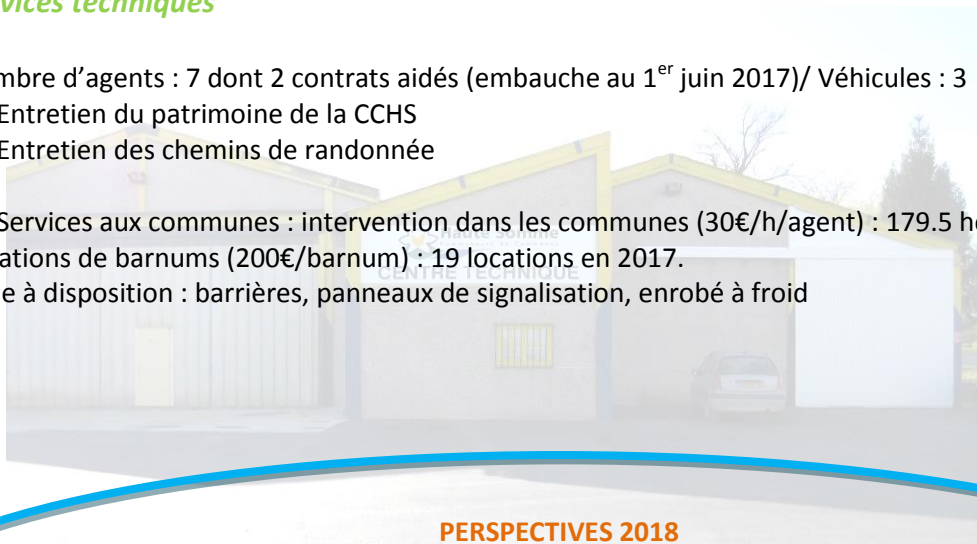 vices techniques
mbre d’agents : 7 dont 2 contrats aidés (embauche au 1er juin 2017)/ Véhicules : 3
Entretien du patrimoine de la CCHS
Entretien des chemins de randonnée
Services aux communes : intervention dans les communes (30€/h/agent) : 179.5 he
Haute Somme
ations de barnums (200€/barnum) : 19 locations en 2017.
CENTRE TECHNIQUE
e à disposition : barrières, panneaux de signalisation, enrobé à froid
PERSPECTIVES 2018